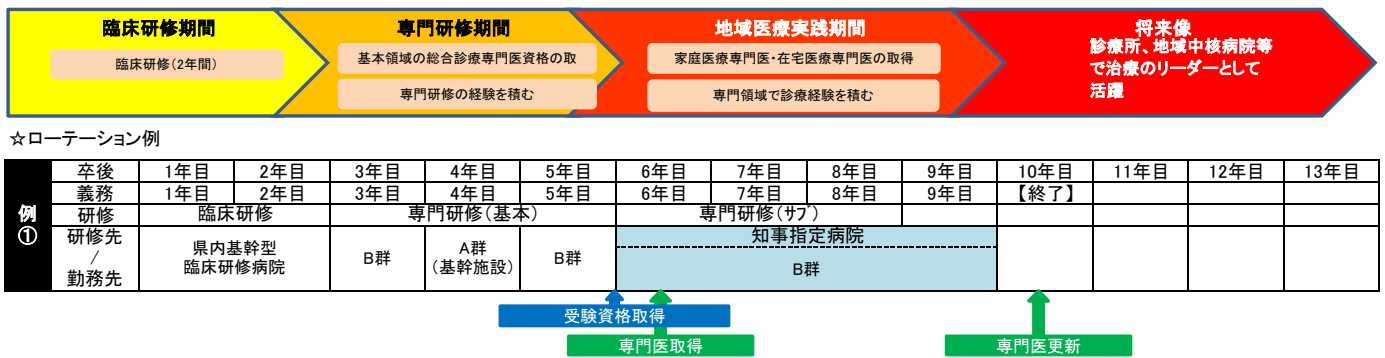 臨床研修期間
臨床研修(2年間)
専門研修期間
基本領域の総合診療専門医資格の取
専門研修の経験を積む
地域医療実践期間
家庭医療専門医・在宅医療専門医の取得
専門領域で診療経験を積む
将来像
診療所、地域中核病院等
で治療のリーダーとして
活躍
☆ローテーション例
例①
卒後 1年目 2年目 3年目 4年目 5年目 6年目 7年目 8年目 9年目 10年目 11年目 12年目 13年目
義務 1年目 2年目 3年目 4年目 5年目 6年目 7年目 8年目 9年目 【終了】
研修 臨床研修 専門研修(基本) 専門研修(サブ)
研修先
/
勤務先
県内基幹型
臨床研修病院
B群
A群
(基幹施設)
B群
知事指定病院
B群
受験資格取得
専門医取得
専門医更新